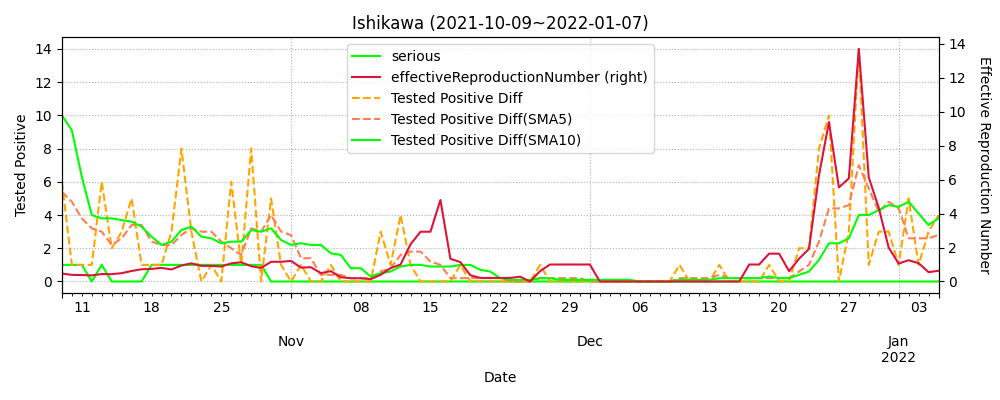 Ishikawa (2021-10-09~2022-01-07)
serious
effectiveReproductionNumber (right)
Tested Positive Diff
Tested Positive Diff(SMA5)
Tested Positive Diff(SMA10)
Tested Positive
14
12
10
8
6
4
2
0
Effective Reproduction Number
14
12
10
8
6
4
2
0
11 18 25 08 15 22 29 06 13 20 27 03
Nov Dec Jan
2022
Date